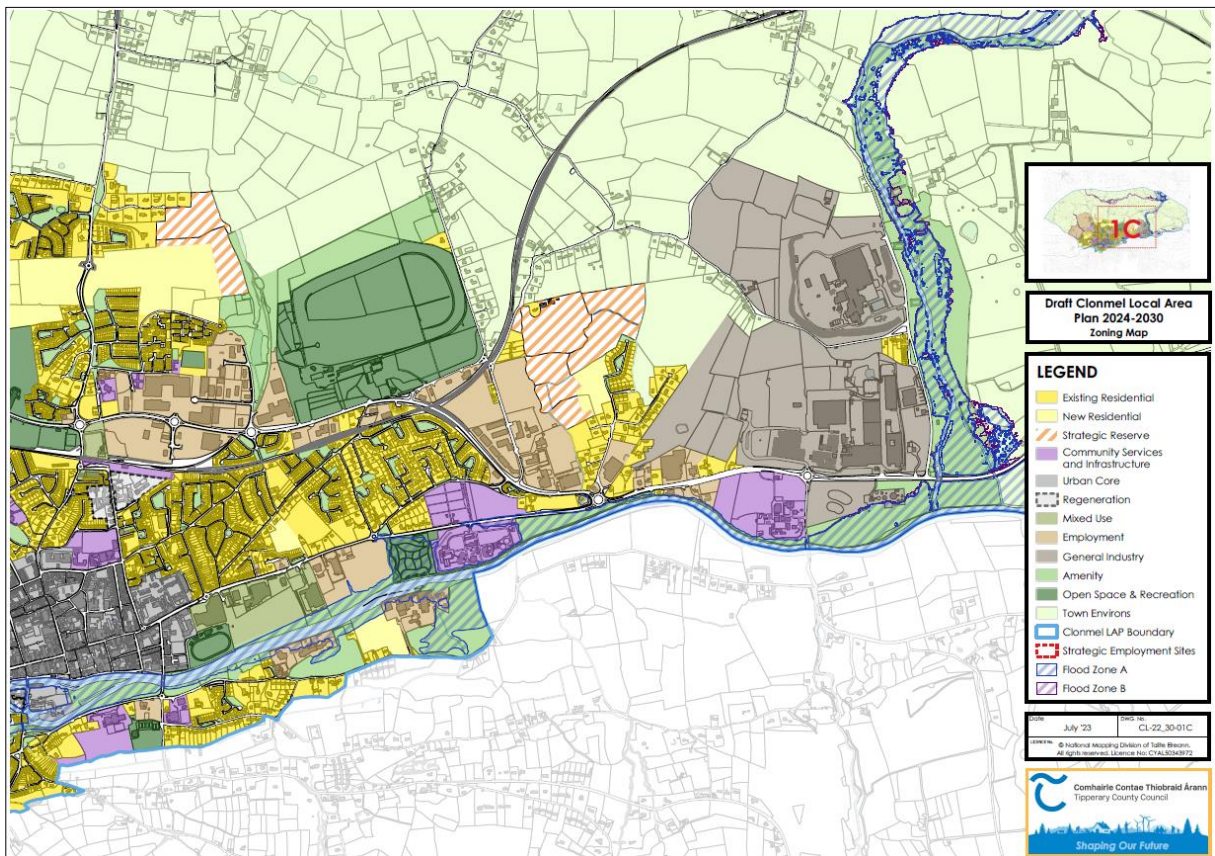 1C
Draft Clonmel Local Area
Plan 2024-2030
Zoning Map
LEGEND
Existing Residential
New Residential
Strategic Reserve
Community Services
and Infrastructure
Urban Core
Regeneration
Mixed Use
Employment
General Industry
Amenity
Open Space & Recreation
Town Environs
Clonmel LAP Boundary
Strategic Employment Sites
Flood Zone A
Flood Zone B
Date:
July '23
DWG. No.
CL-22_30-01C
LICENCE No.
© National Mapping Division of Tailte Éireann.
All rights reserved. Licence No: CYAL50343972
Comhairle Contae Thiobraid Árann
Tipperary County Council
Shaping Our Future